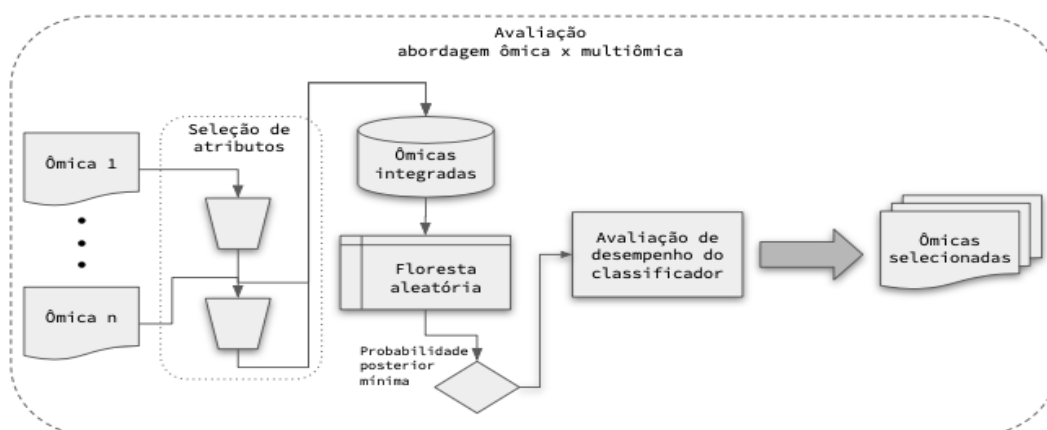 Avaliação
abordagem ômica x multiômica
Seleção de
atributos
Ômica 1
Ômica n
Ômicas
integradas
Floresta
aleatória
Probabilidade
posterior
mínima
Avaliação de
desempenho do
classificador
Ômicas
selecionadas